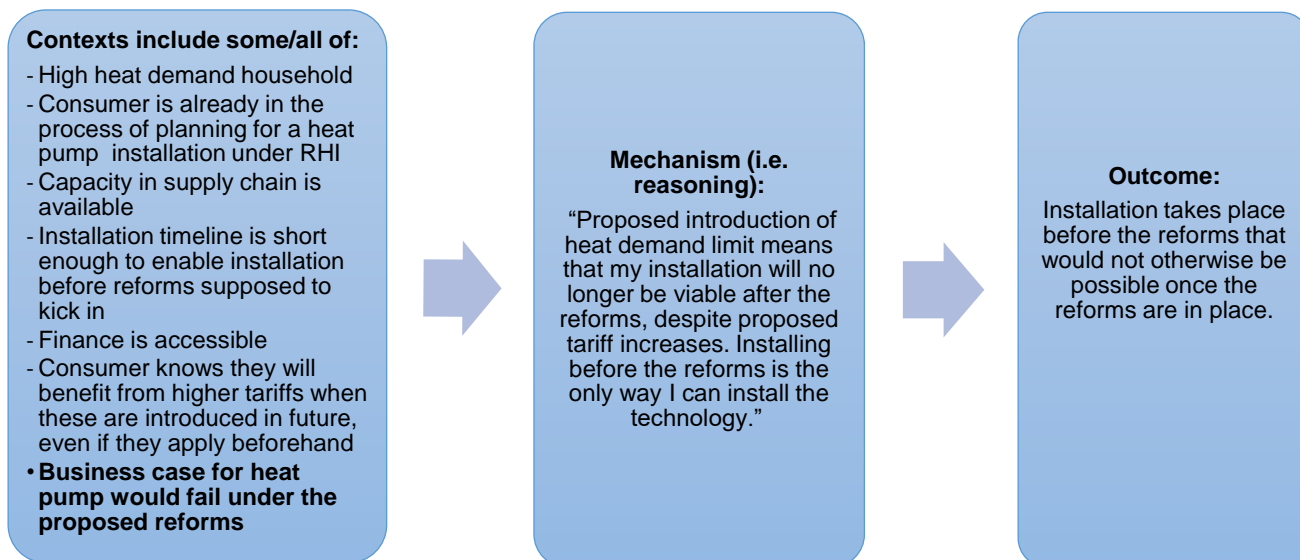 Contexts include some/all of:
- High heat demand household
- Consumer is already in the
process of planning for a heat
pump installation under RHI
- Capacity in supply chain is
available
- Installation timeline is short
enough to enable installation
before reforms supposed to
kick in
- Finance is accessible
- Consumer knows they will
benefit from higher tariffs when
these are introduced in future,
even if they apply beforehand
• Business case for heat
pump would fail under the
proposed reforms
Mechanism (i.e.
reasoning):
“Proposed introduction of
heat demand limit means
that my installation will no
longer be viable after the
reforms, despite proposed
tariff increases. Installing
before the reforms is the
only way I can install the
technology.”
Outcome:
Installation takes place
before the reforms that
would not otherwise be
possible once the
reforms are in place.